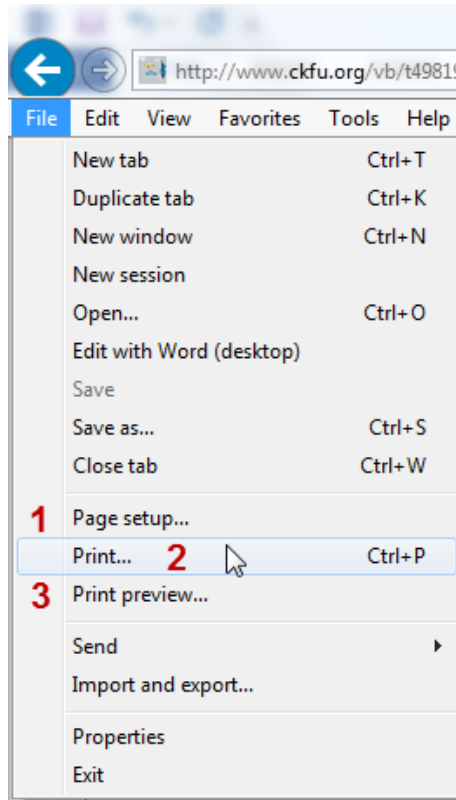 http://www.ckfu.org/vb/t49819
File Edit View Favorites Tools Help
New tab Ctrl+T
Duplicate tab Ctrl+K
New window Ctrl+N
New session
Open... Ctrl+O
Edit with Word (desktop)
Save
Save as... Ctrl+S
Close tab Ctrl+W
1 Page setup...
Print... 2 Ctrl+P
3 Print preview...
Send
Import and export...
Properties
Exit